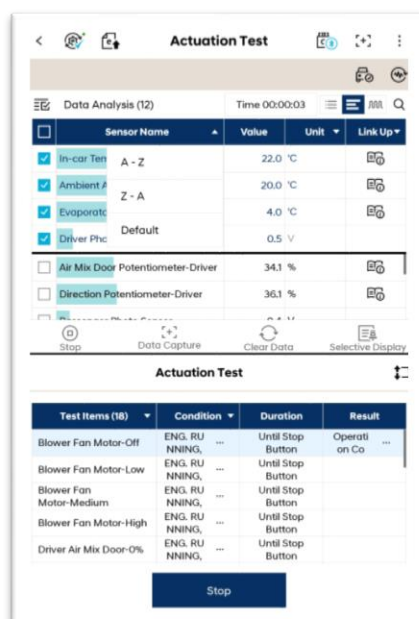 Actuation Test
Data Analysis (12) Time 00:00:03
Sensor Name Value Unit Link Up
In-car Tem 22.0 °C
A - Z
Ambient A 20.0 °C
Z - A
Evaporato 4.0 °C
Default
Driver Pho 0.5 V
Air Mix Door Potentiometer-Driver 34.1 %
Direction Potentiometer-Driver 36.1 %
Stop Data Capture Clear Data Selective Display
Actuation Test
Test Items (18) Condition Duration Result
Blower Fan Motor-Off ENG. RU NNING, ... Until Stop Button Operati on Co ...
Blower Fan Motor-Low ENG. RU NNING, ... Until Stop Button
Blower Fan Motor-Medium ENG. RU NNING, ... Until Stop Button
Blower Fan Motor-High ENG. RU NNING, ... Until Stop Button
Driver Air Mix Door-0% ENG. RU NNING, ... Until Stop Button
Stop